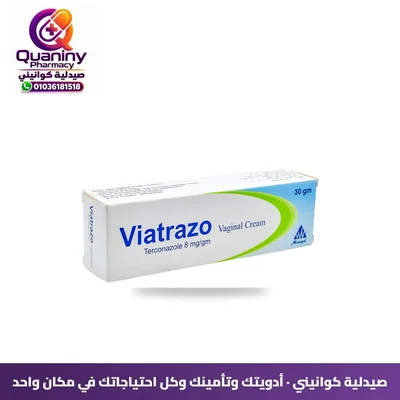 Quaniny
Pharmacy
صيدلية كوانيني
01036181518
30 gm
Viatrazo
Vaginal Cream
Terconazole 8 mg/gm
صيدلية كوانيني - أدويتك وتأمينك وكل احتياجاتك في مكان واحد